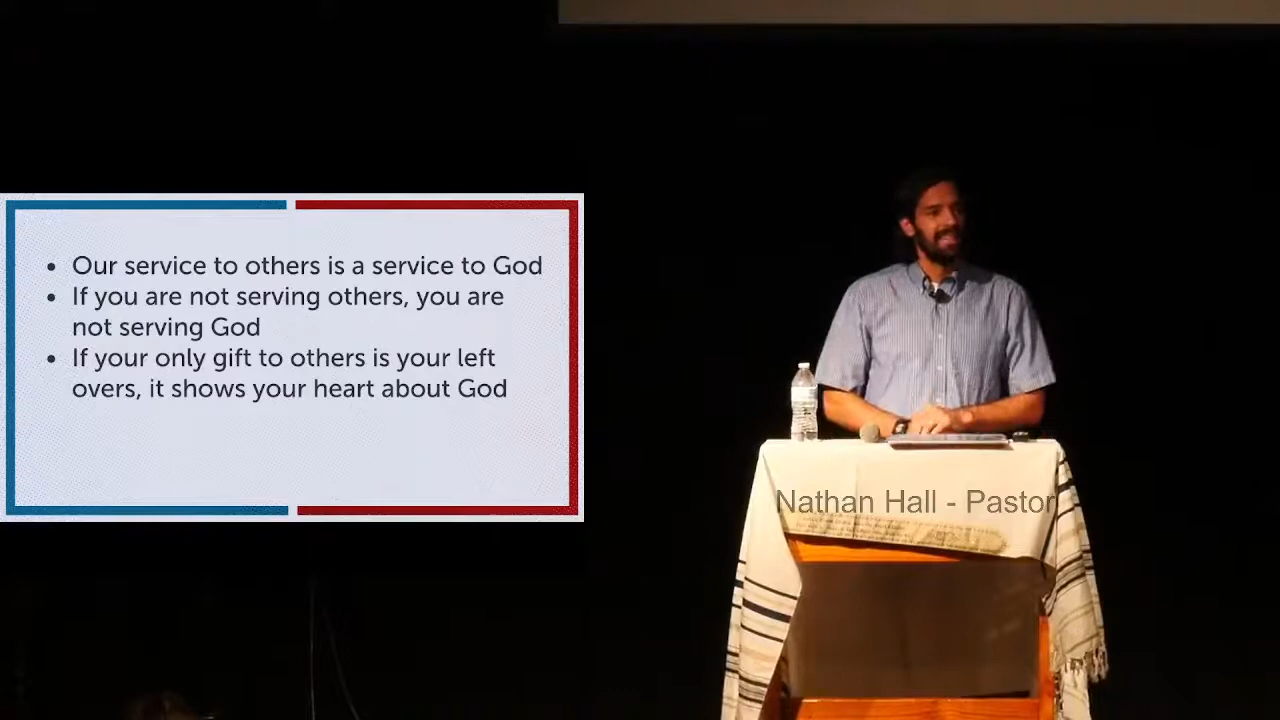 • Our service to others is a service to God
• If you are not serving others, you are
not serving God
• If your only gift to others is your left
overs, it shows your heart about God
Nathan Hall - Pastor